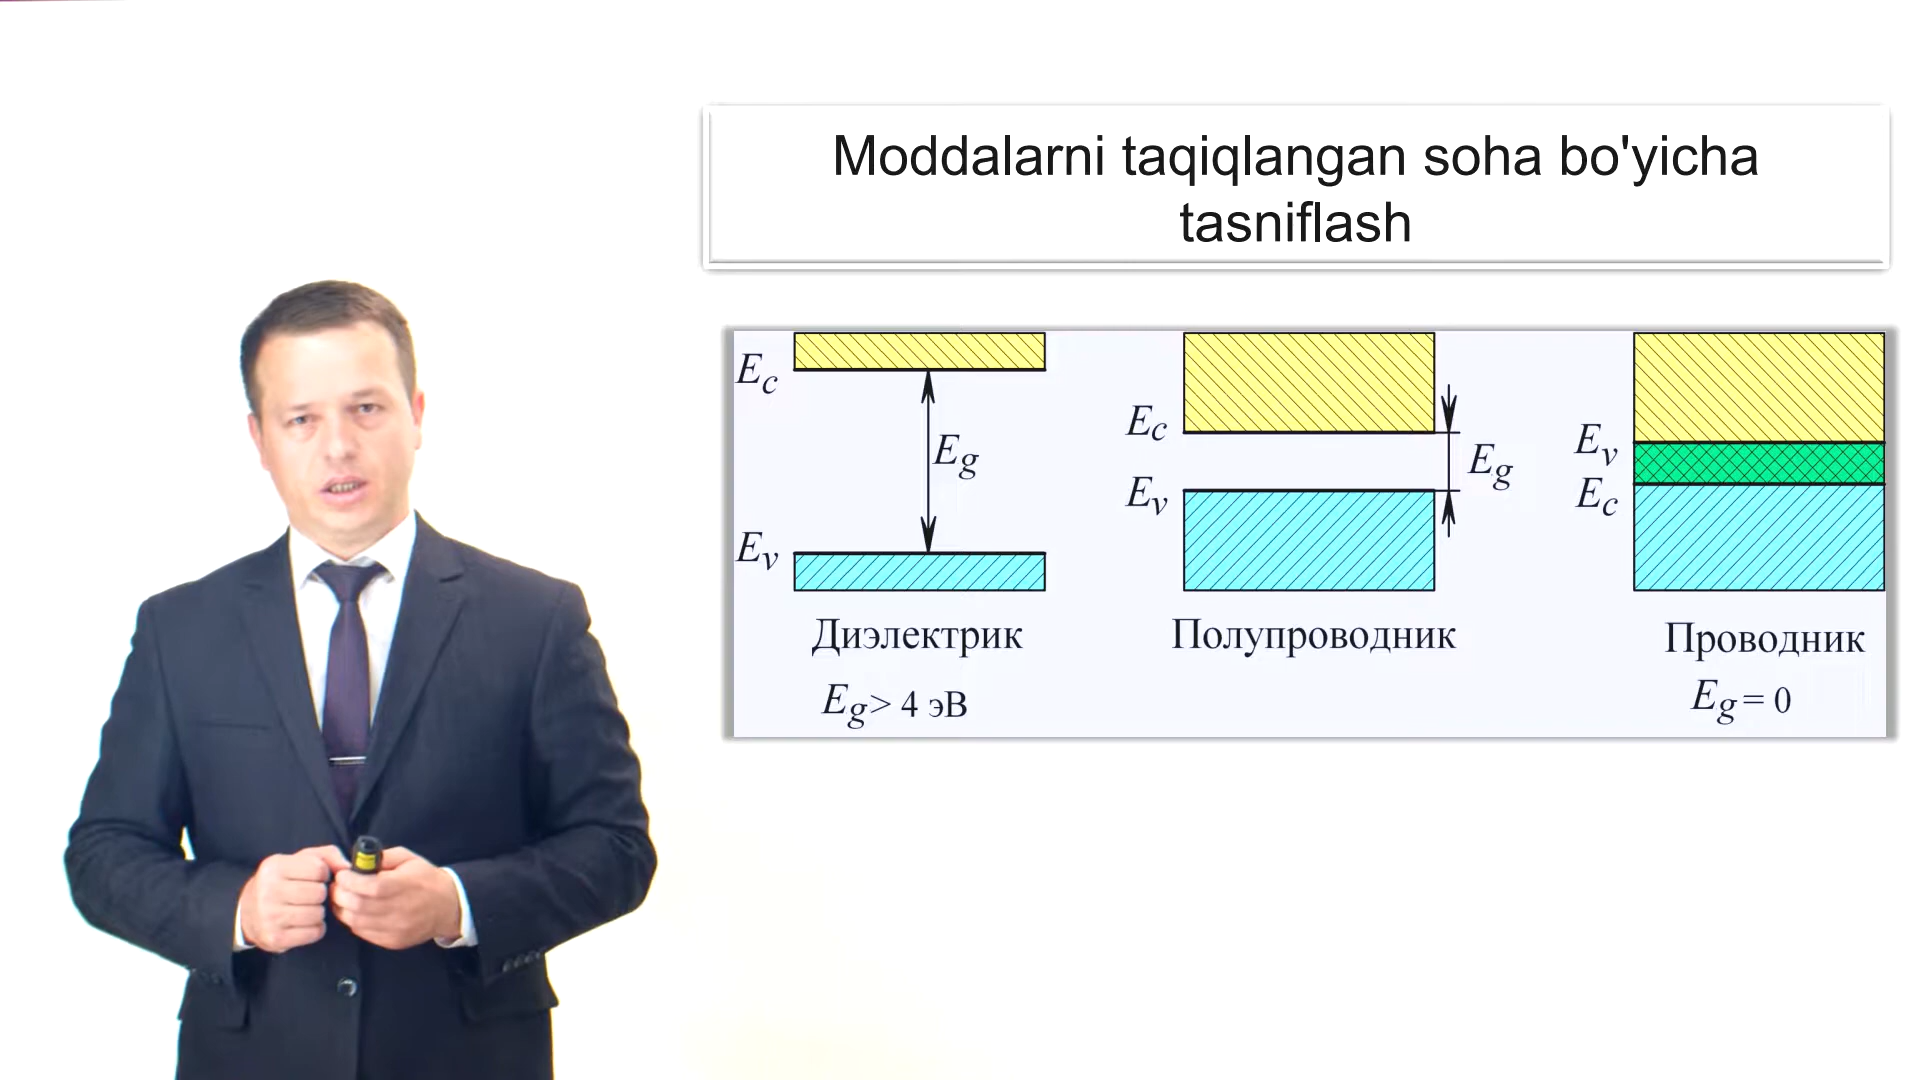 Moddalarni taqiqlangan soha bo'yicha
tasniflash
Ec
Eg
Ev
Диэлектрик
Eg > 4 эВ
Ec
Ev
Eg
Полупроводник
Ev
Ec
Проводник
Eg = 0